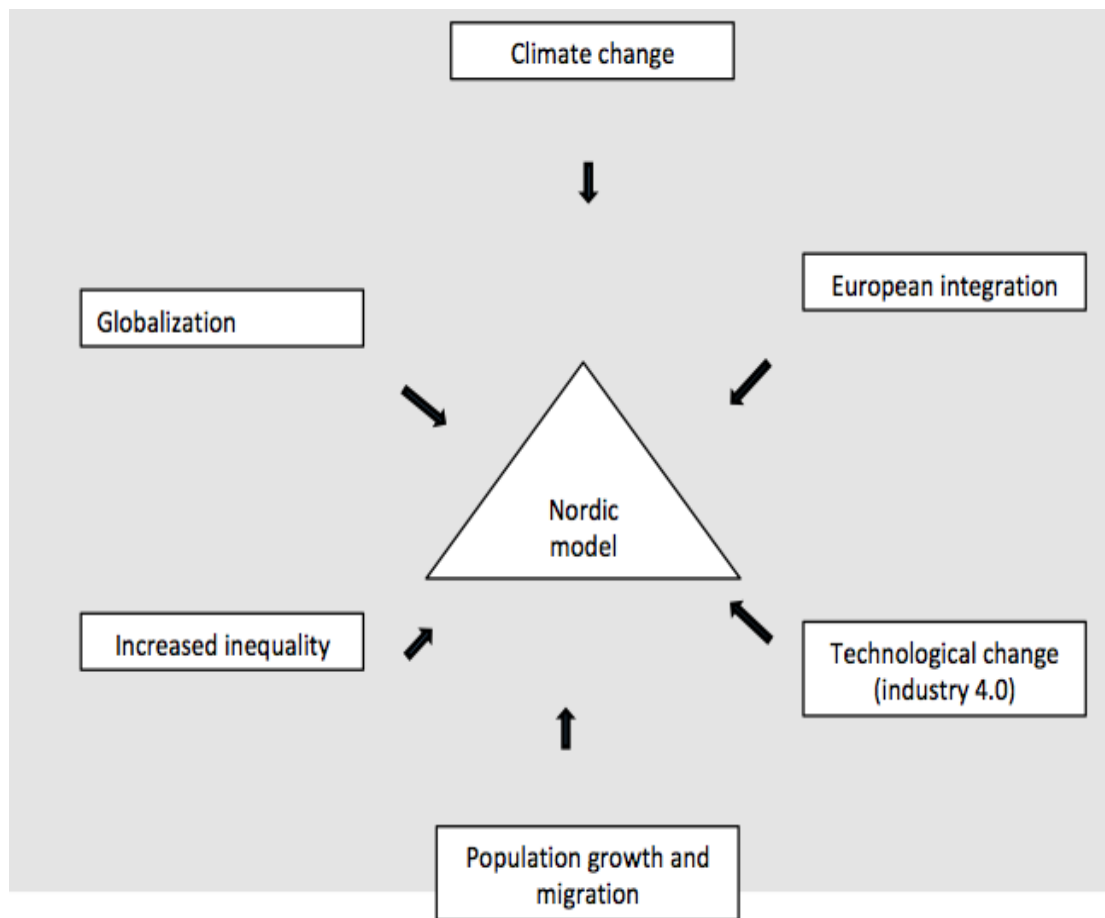 Climate change
European integration
Globalization
Nordic
model
Increased inequality
Technological change
(industry 4.0)
Population growth and
migration